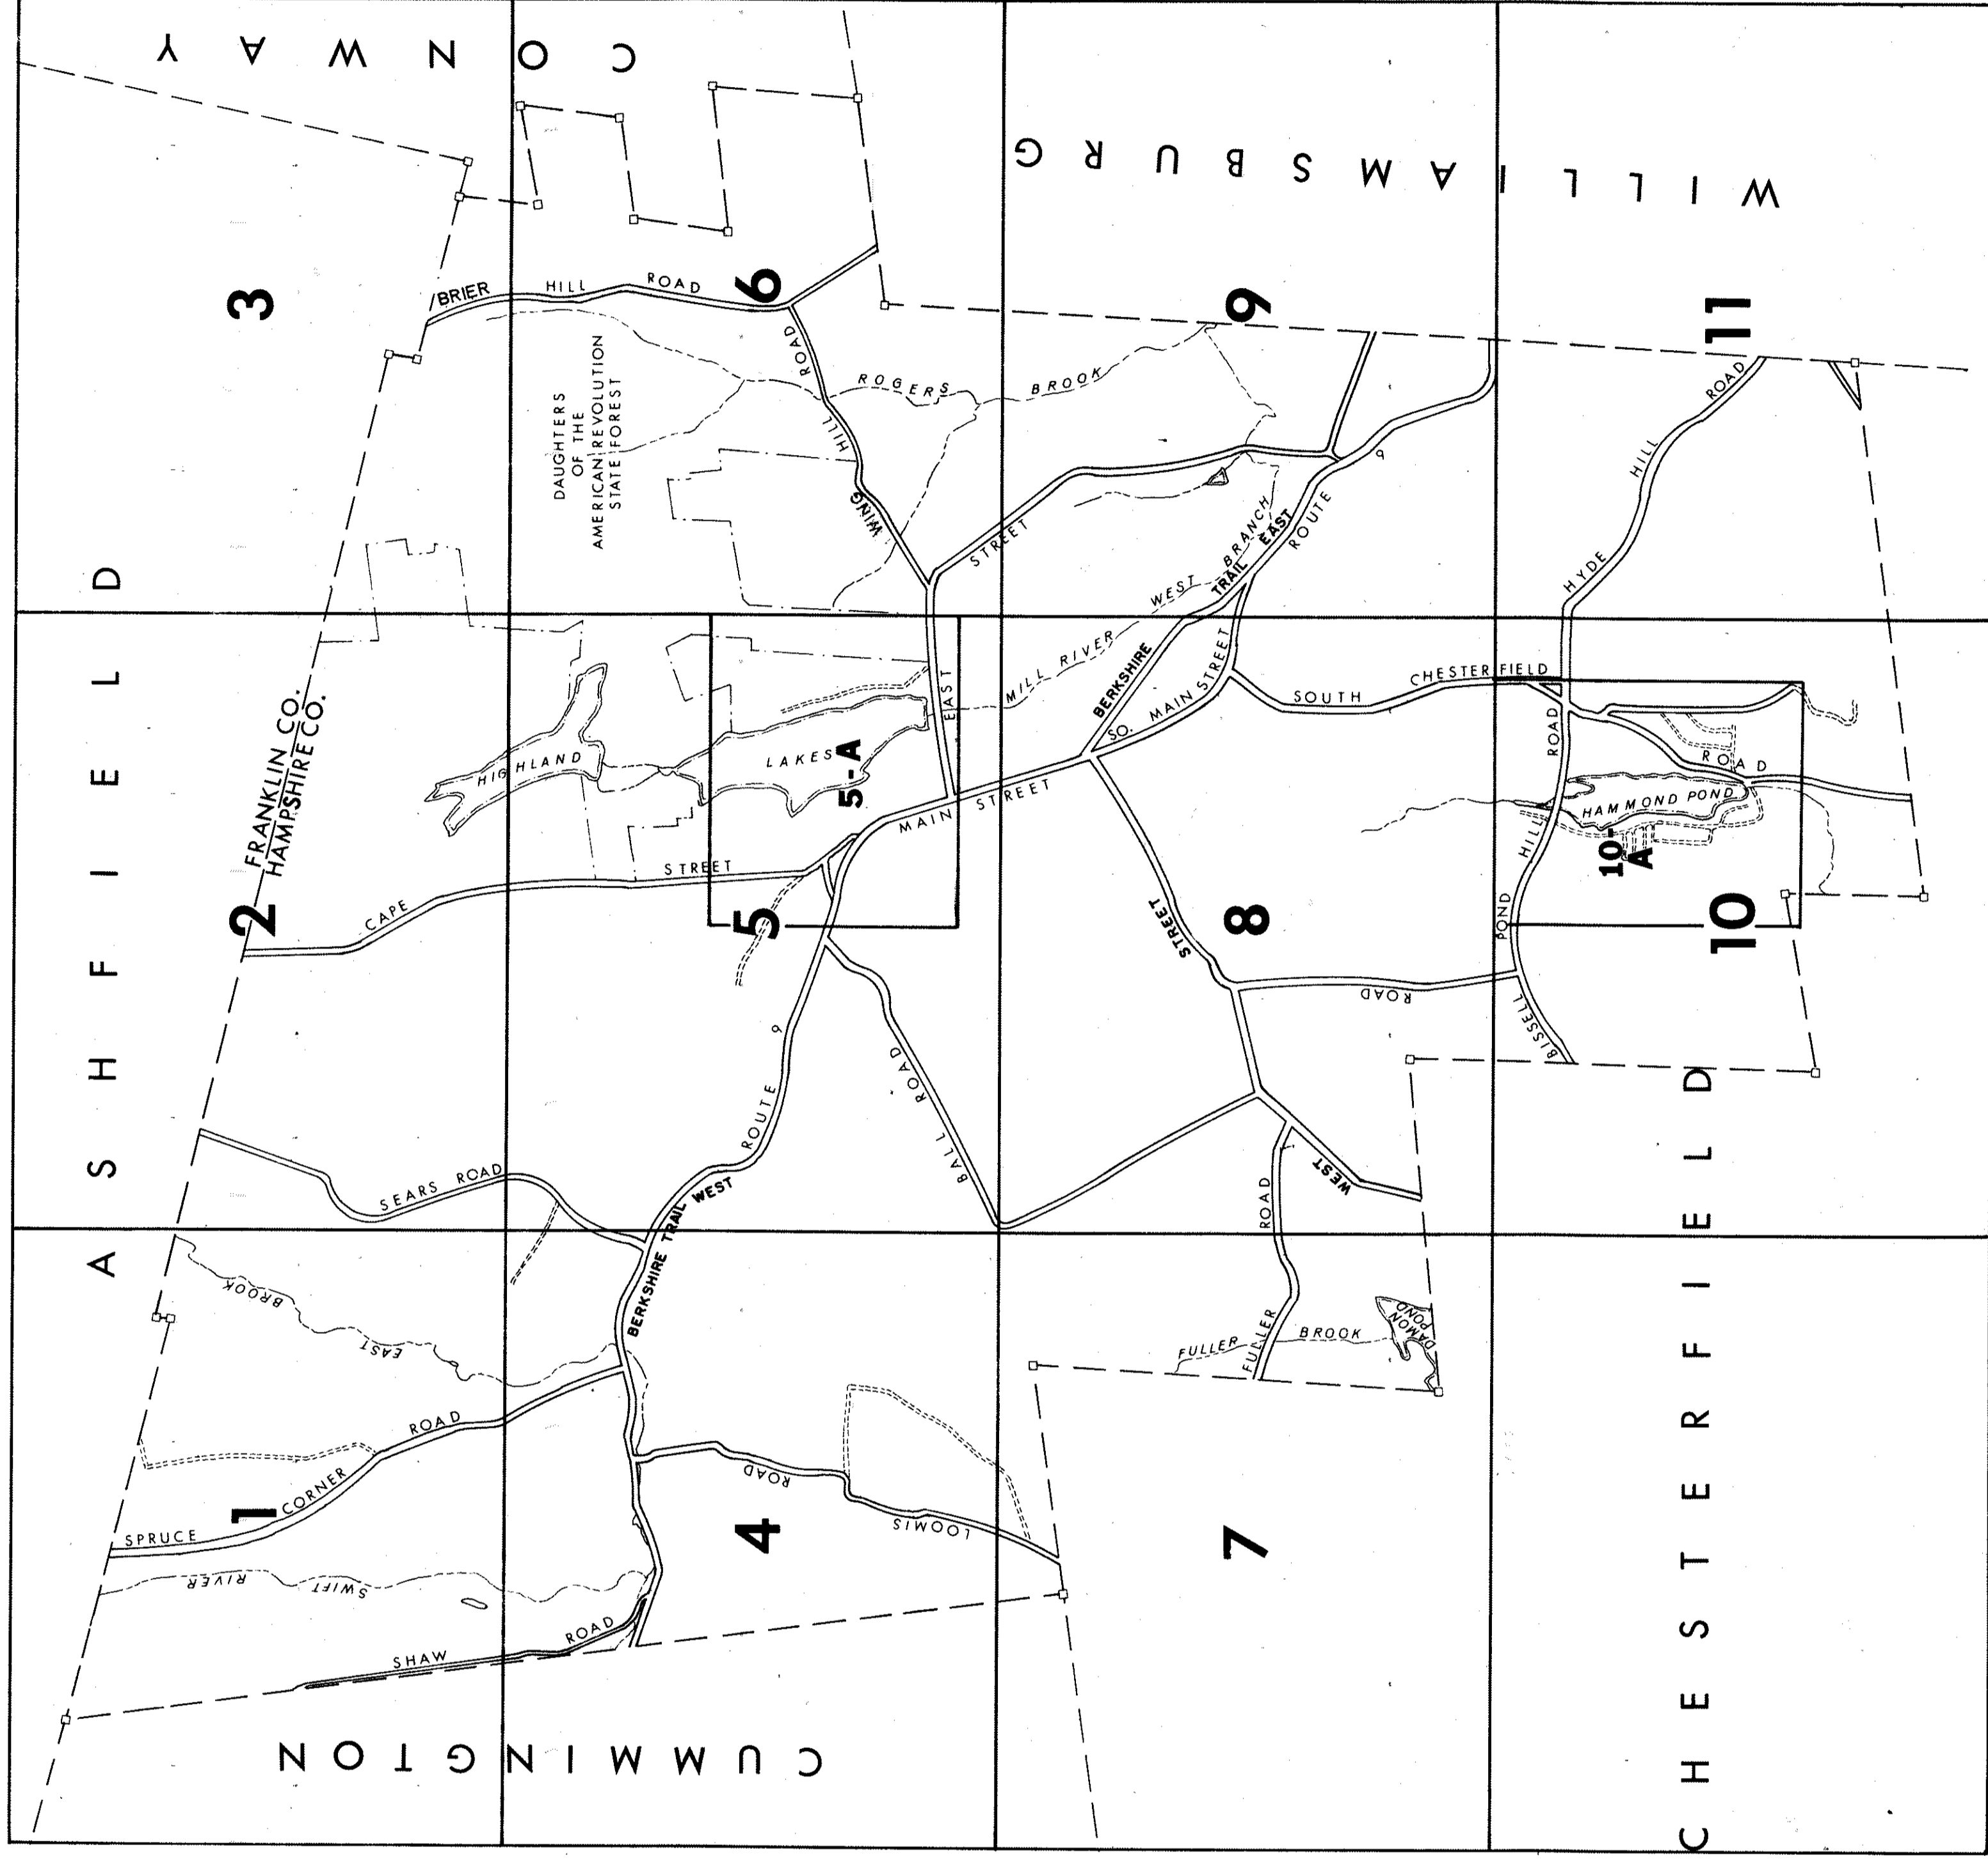 ASHFIELD
CONWAY
WILLIAMSBURG
CHESTERFIELD
CUMMINGTON
FRANKLIN CO.
HAMPSHIRE CO.
1
2
3
4
5
5-A
6
7
8
9
10
10-A
11
SPRUCE CORNER ROAD
SWIFT RIVER
SHAW ROAD
EAST BROOK
SEARS ROAD
CAPE STREET
BERKSHIRE TRAIL WEST
ROUTE 9
LOOMIS ROAD
BALL ROAD
HIGHLAND LAKES
DAUGHTERS
OF THE
AMERICAN REVOLUTION
STATE FOREST
BRIER HILL ROAD
WING HILL ROAD
ROGERS BROOK
EAST STREET
MAIN STREET
MILL RIVER WEST BRANCH
BERKSHIRE TRAIL EAST
ROUTE 9
SO. MAIN STREET
SOUTH CHESTERFIELD ROAD
WEST STREET
ROAD
FULLER ROAD
FULLER BROOK
DAMON
POND
BISSELL
POND HILL ROAD
HAMMOND POND
HYDE HILL ROAD